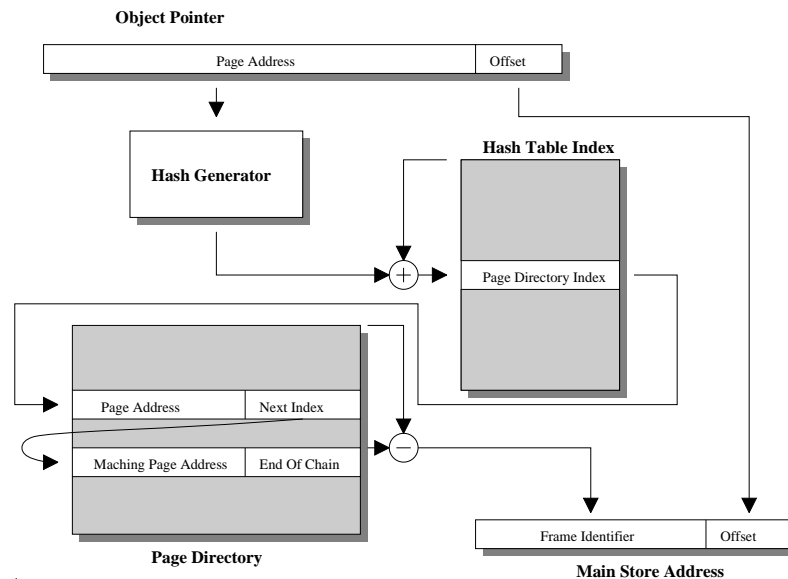 Object Pointer
Page Address
Offset
Hash Generator
Hash Table Index
Page Directory Index
Page Address
Next Index
Maching Page Address
End Of Chain
Page Directory
Frame Identifier
Offset
Main Store Address